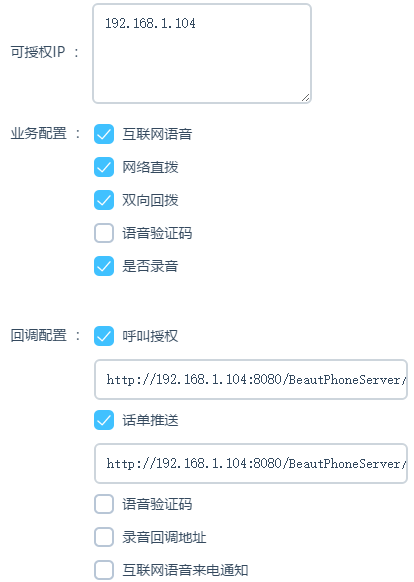 可授权IP : 192.168.1.104
业务配置 : 互联网语音
网络直拨
双向回拨
语音验证码
是否录音
回调配置 : 呼叫授权
http://192.168.1.104:8080/BeautPhoneServer/
话单推送
http://192.168.1.104:8080/BeautPhoneServer/
语音验证码
录音回调地址
互联网语音来电通知